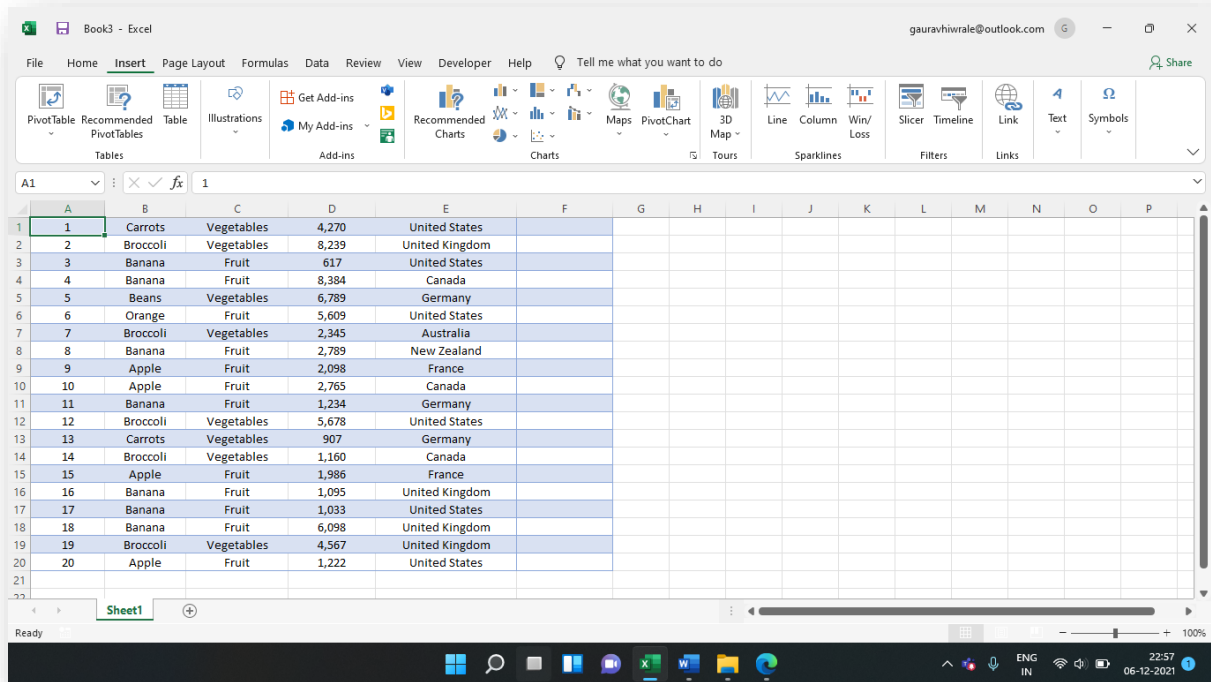 Book3 - Excel gauravhiwrale@outlook.com G
File Home Insert Page Layout Formulas Data Review View Developer Help Tell me what you want to do Share
PivotTable Recommended PivotTables Table Illustrations Get Add-ins My Add-ins Recommended Charts Maps PivotChart 3D Map Line Column Win/ Loss Slicer Timeline Link Text Symbols
Tables Add-ins Charts Tours Sparklines Filters Links
A1 fx 1
A B C D E F G H I J K L M N O P
1 1 Carrots Vegetables 4,270 United States
2 2 Broccoli Vegetables 8,239 United Kingdom
3 3 Banana Fruit 617 United States
4 4 Banana Fruit 8,384 Canada
5 5 Beans Vegetables 6,789 Germany
6 6 Orange Fruit 5,609 United States
7 7 Broccoli Vegetables 2,345 Australia
8 8 Banana Fruit 2,789 New Zealand
9 9 Apple Fruit 2,098 France
10 10 Apple Fruit 2,765 Canada
11 11 Banana Fruit 1,234 Germany
12 12 Broccoli Vegetables 5,678 United States
13 13 Carrots Vegetables 907 Germany
14 14 Broccoli Vegetables 1,160 Canada
15 15 Apple Fruit 1,986 France
16 16 Banana Fruit 1,095 United Kingdom
17 17 Banana Fruit 1,033 United States
18 18 Banana Fruit 6,098 United Kingdom
19 19 Broccoli Vegetables 4,567 United Kingdom
20 20 Apple Fruit 1,222 United States
21
22
Sheet1
Ready 100%
ENG IN 22:57 06-12-2021 1